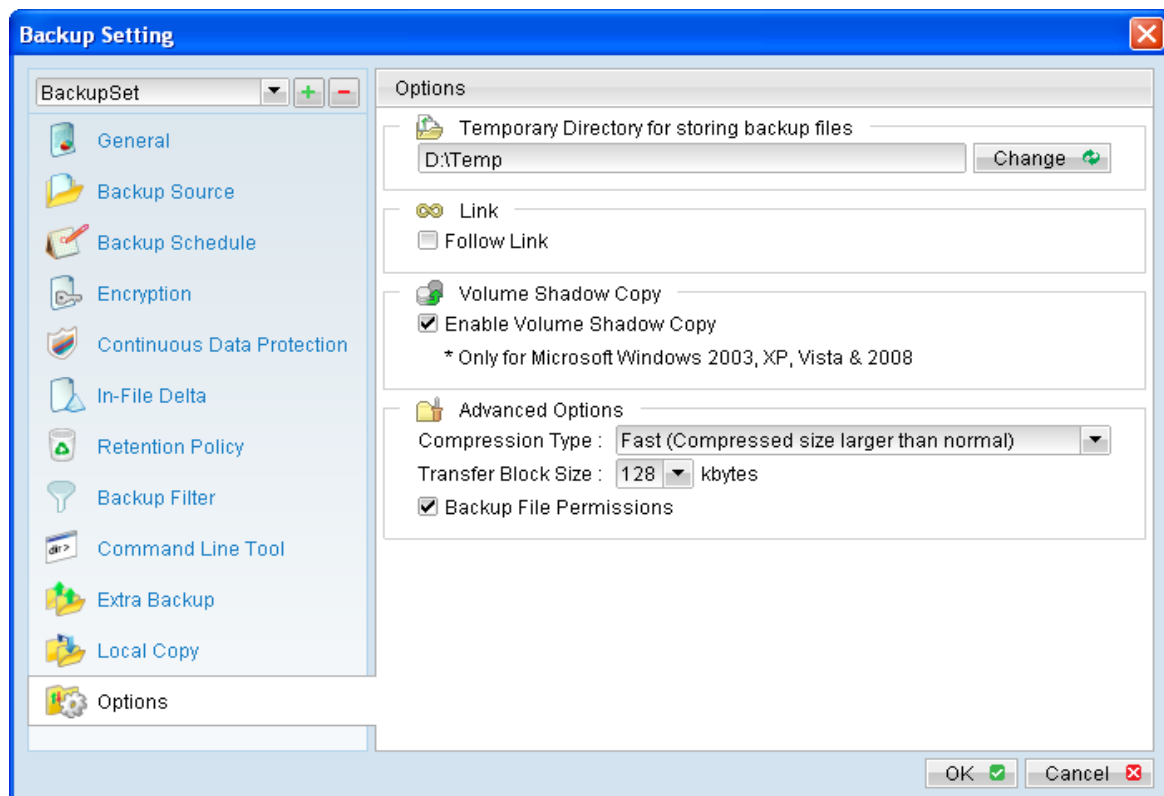 Backup Setting
BackupSet
General
Backup Source
Backup Schedule
Encryption
Continuous Data Protection
In-File Delta
Retention Policy
Backup Filter
dir>
Command Line Tool
Extra Backup
Local Copy
Options
Options
Temporary Directory for storing backup files
D:\Temp
Change
Link
Follow Link
Volume Shadow Copy
Enable Volume Shadow Copy
* Only for Microsoft Windows 2003, XP, Vista & 2008
Advanced Options
Compression Type : Fast (Compressed size larger than normal)
Transfer Block Size : 128 kbytes
Backup File Permissions
OK
Cancel